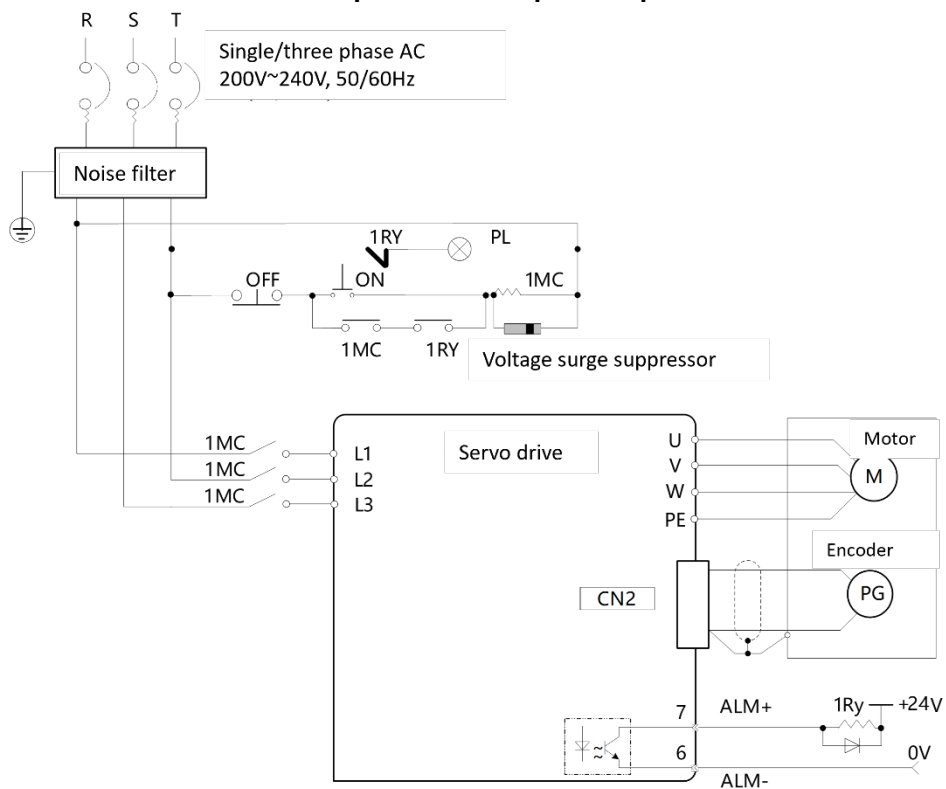 R S T
Single/three phase AC
200V~240V, 50/60Hz
Noise filter
1RY PL
OFF ON 1MC
1MC 1RY
Voltage surge suppressor
Servo drive
1MC L1
1MC L2
1MC L3
U
V
W
PE
Motor
M
Encoder
PG
CN2
7 ALM+ 1Ry +24V
6 0V
ALM-